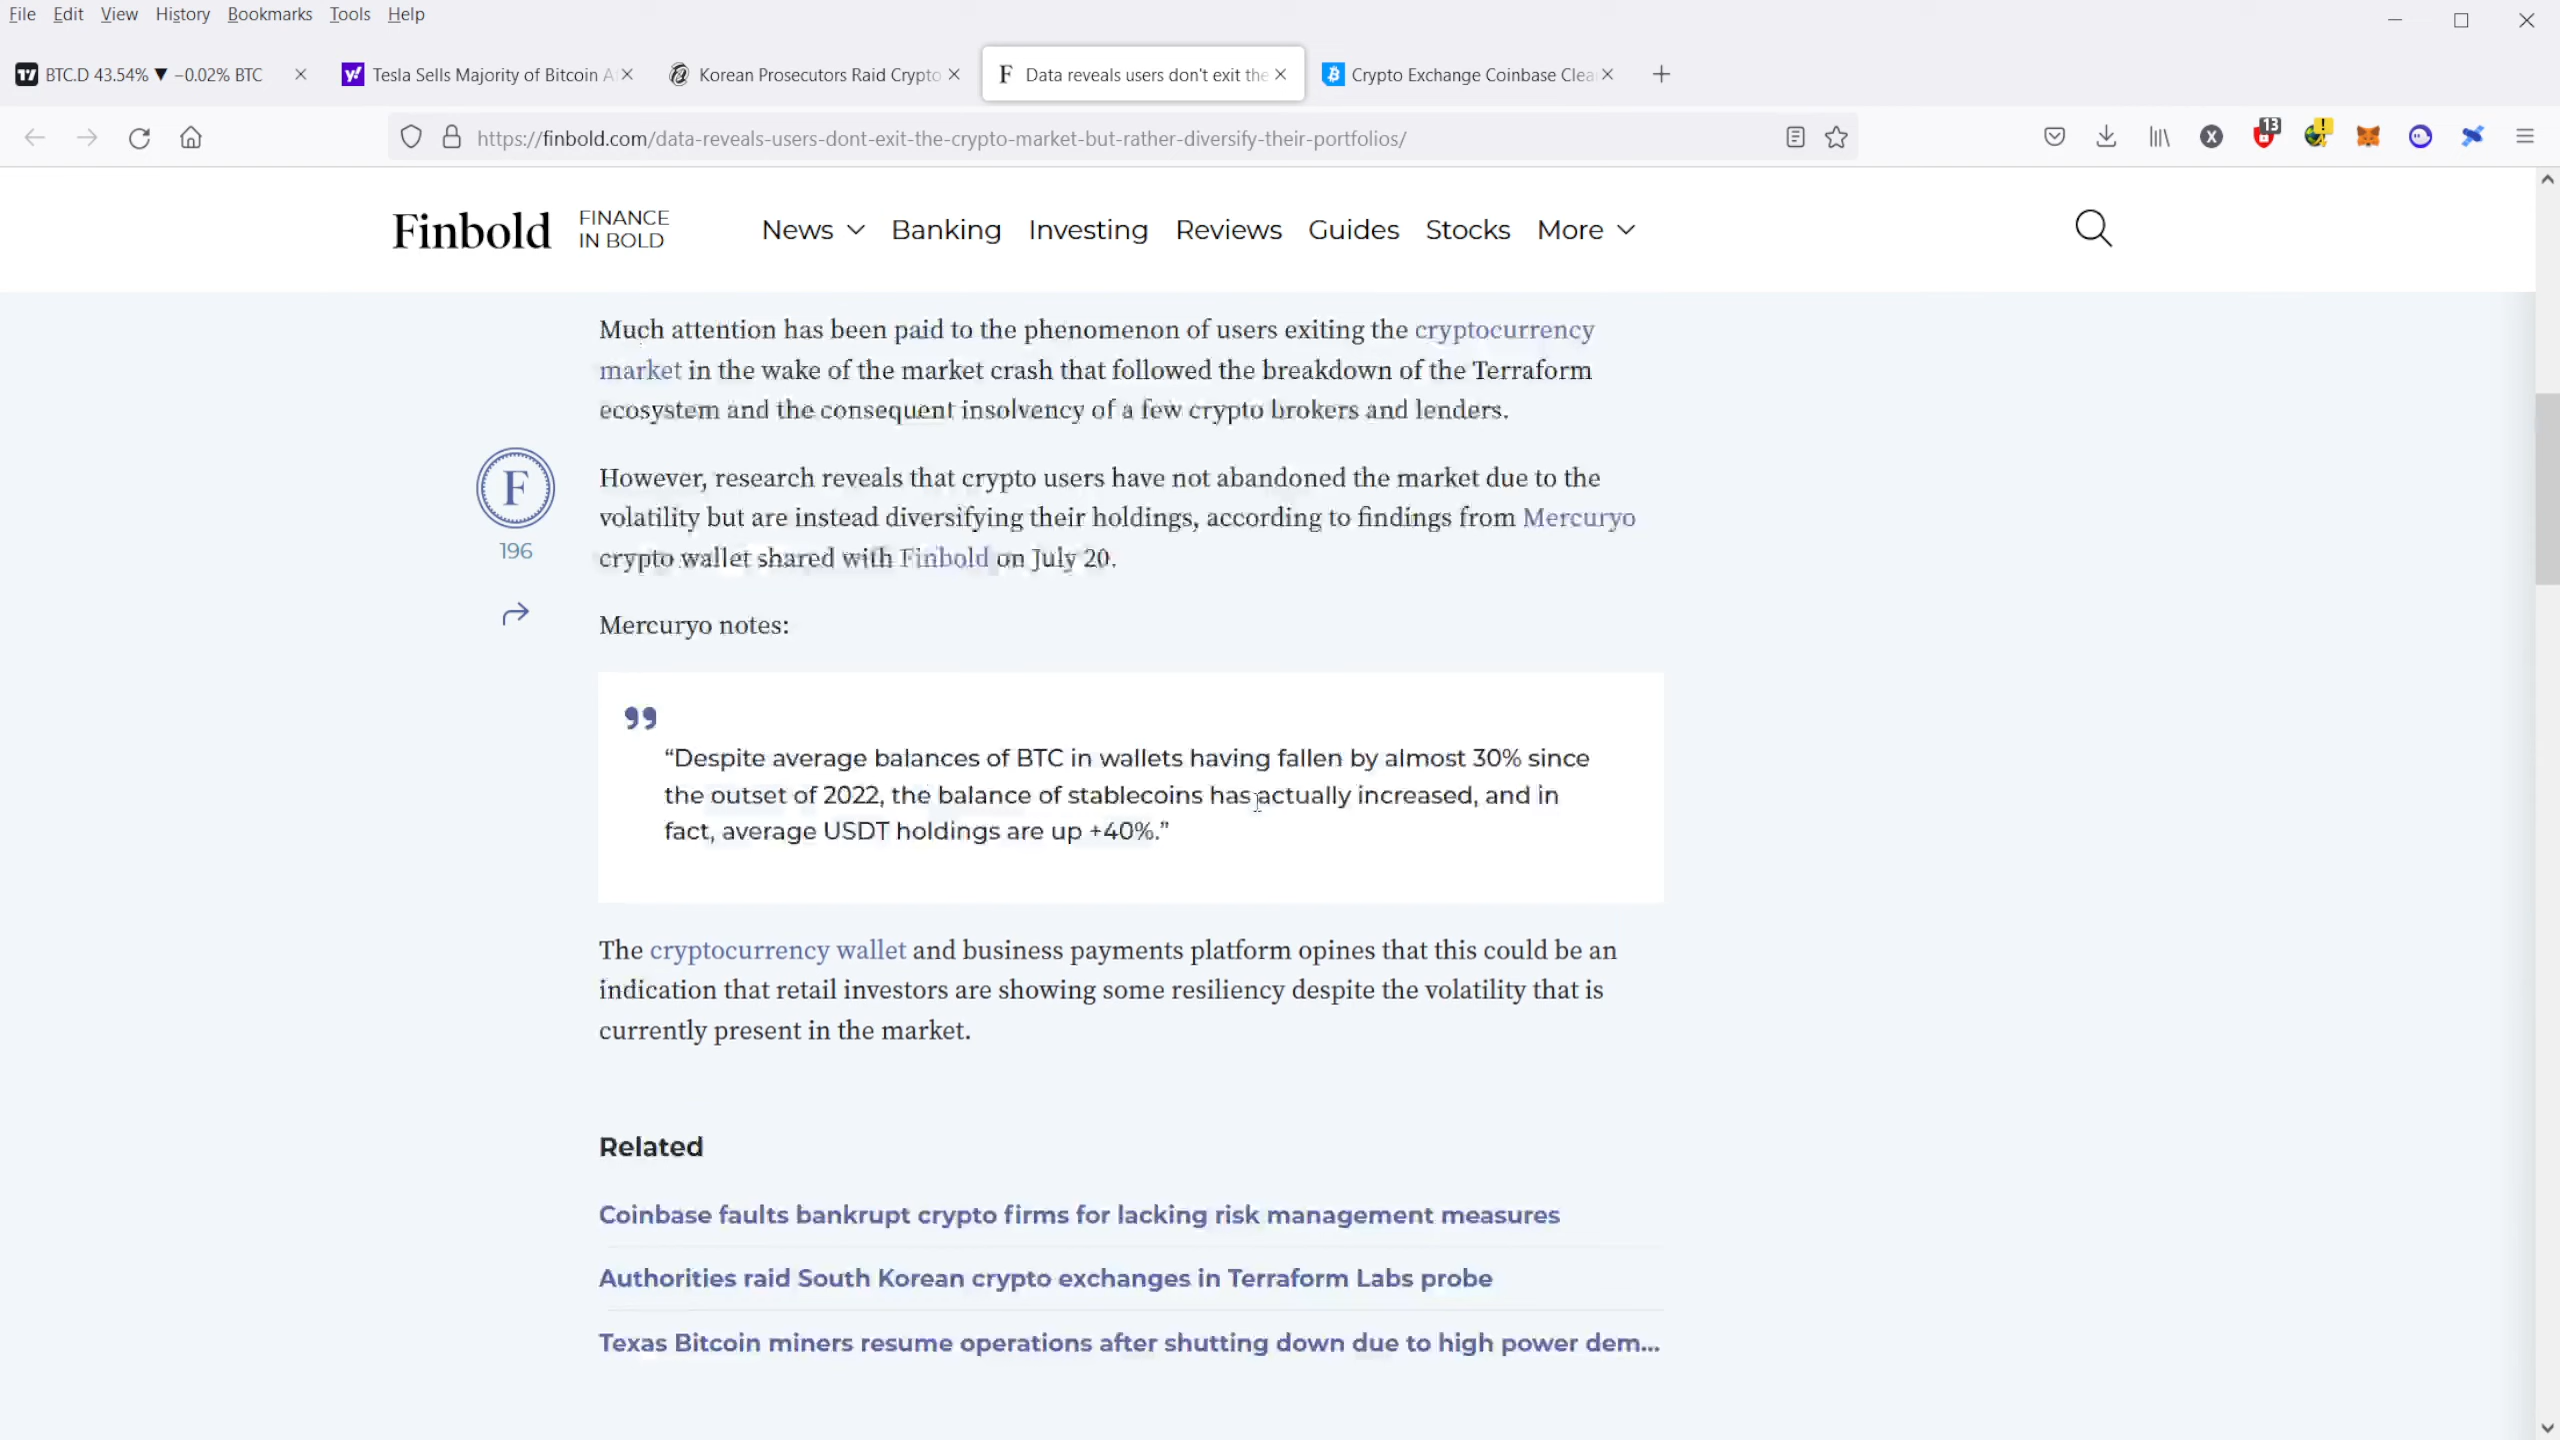 File Edit View History Bookmarks Tools Help
BTC.D 43.54% ▼ −0.02% BTC
Tesla Sells Majority of Bitcoin A
Korean Prosecutors Raid Crypto
Data reveals users don't exit the
Crypto Exchange Coinbase Clea
https://finbold.com/data-reveals-users-dont-exit-the-crypto-market-but-rather-diversify-their-portfolios/
13
Finbold
FINANCE
IN BOLD
News Banking Investing Reviews Guides Stocks More
Much attention has been paid to the phenomenon of users exiting the cryptocurrency
market in the wake of the market crash that followed the breakdown of the Terraform
ecosystem and the consequent insolvency of a few crypto brokers and lenders.
However, research reveals that crypto users have not abandoned the market due to the
volatility but are instead diversifying their holdings, according to findings from Mercuryo
crypto wallet shared with Finbold on July 20.
F
196
Mercuryo notes:
“Despite average balances of BTC in wallets having fallen by almost 30% since
the outset of 2022, the balance of stablecoins has actually increased, and in
fact, average USDT holdings are up +40%.”
The cryptocurrency wallet and business payments platform opines that this could be an
indication that retail investors are showing some resiliency despite the volatility that is
currently present in the market.
Related
Coinbase faults bankrupt crypto firms for lacking risk management measures
Authorities raid South Korean crypto exchanges in Terraform Labs probe
Texas Bitcoin miners resume operations after shutting down due to high power dem...